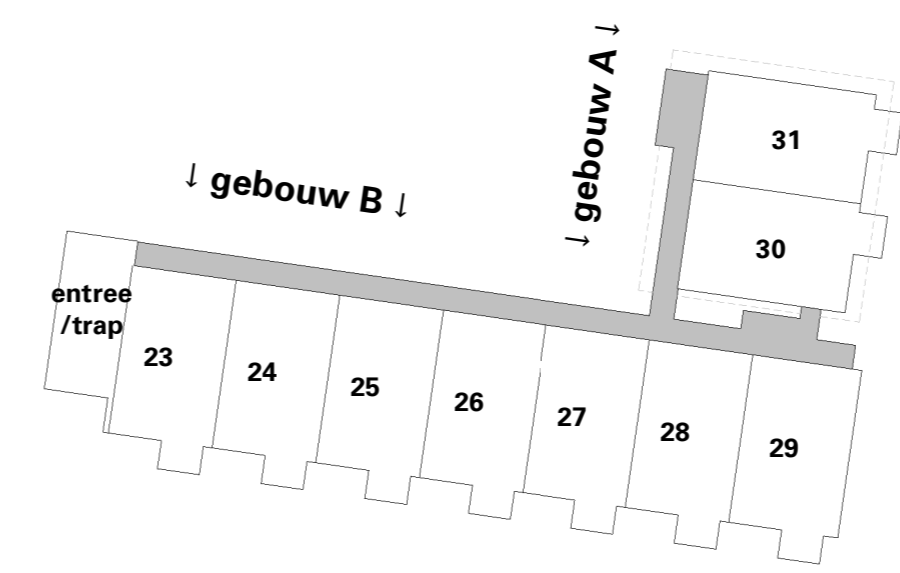 → gebouw A →
31
↓ gebouw B ↓
30
entree
/trap
23
24
25
26
27
28
29